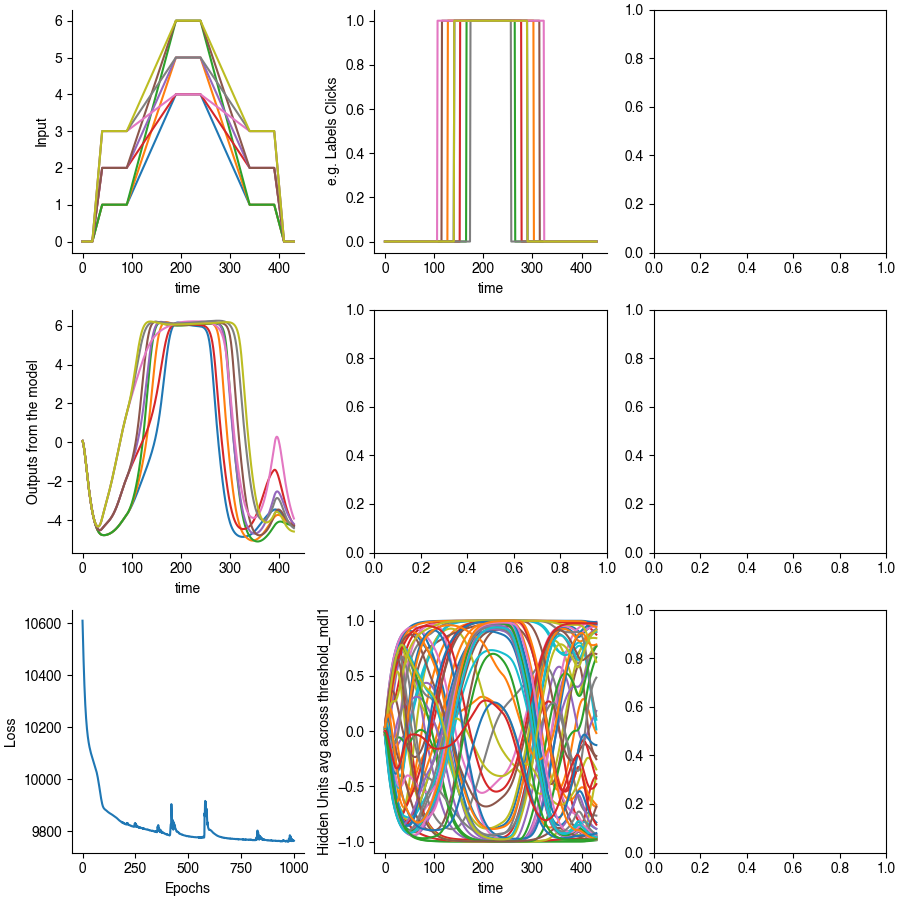 6
5
4
3
2
1
0
Input
0 100 200 300 400
time
1.0
0.8
0.6
0.4
0.2
0.0
e.g. Labels Clicks
0 100 200 300 400
time
1.0
0.8
0.6
0.4
0.2
0.0
0.0 0.2 0.4 0.6 0.8 1.0
6
4
2
0
−2
−4
Outputs from the model
0 100 200 300 400
time
1.0
0.8
0.6
0.4
0.2
0.0
0.0 0.2 0.4 0.6 0.8 1.0
1.0
0.8
0.6
0.4
0.2
0.0
0.0 0.2 0.4 0.6 0.8 1.0
10600
10400
10200
10000
9800
Loss
0 250 500 750 1000
Epochs
1.0
0.5
0.0
−0.5
−1.0
Hidden Units avg across threshold_mdl1
0 100 200 300 400
time
1.0
0.8
0.6
0.4
0.2
0.0
0.0 0.2 0.4 0.6 0.8 1.0